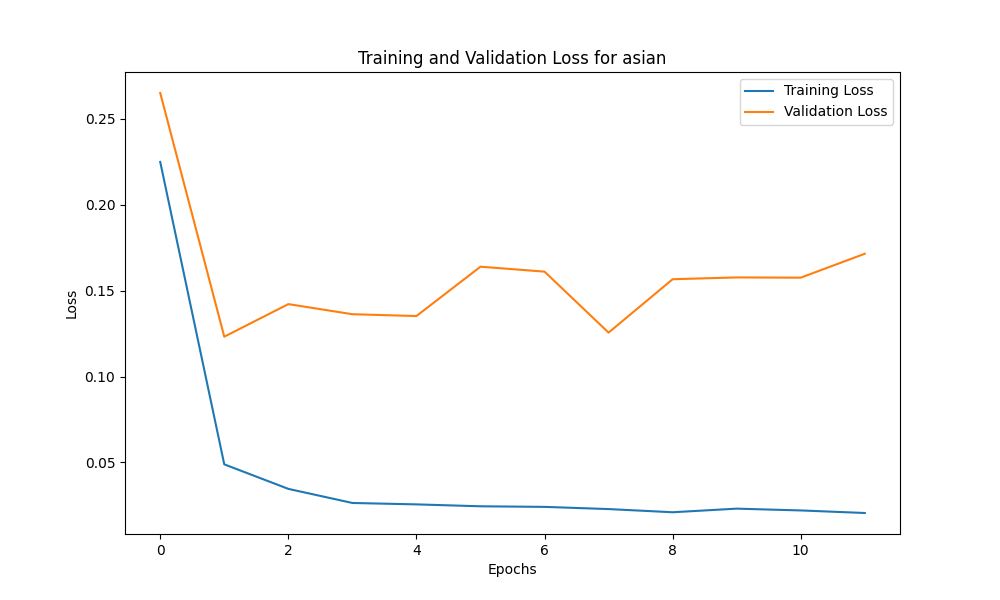 Training and Validation Loss for asian
Training Loss
Validation Loss
0.25
0.20
0.15
0.10
0.05
Loss
0 2 4 6 8 10
Epochs